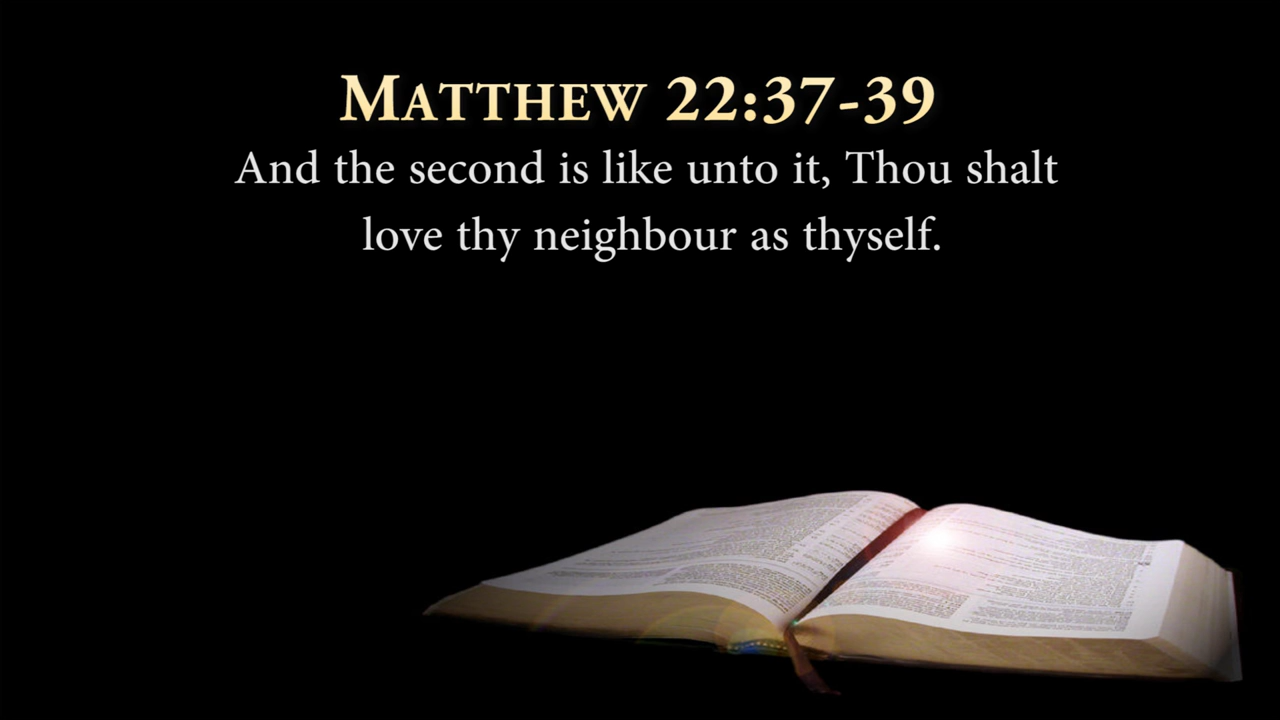 Matthew 22:37-39
And the second is like unto it, Thou shalt
love thy neighbour as thyself.